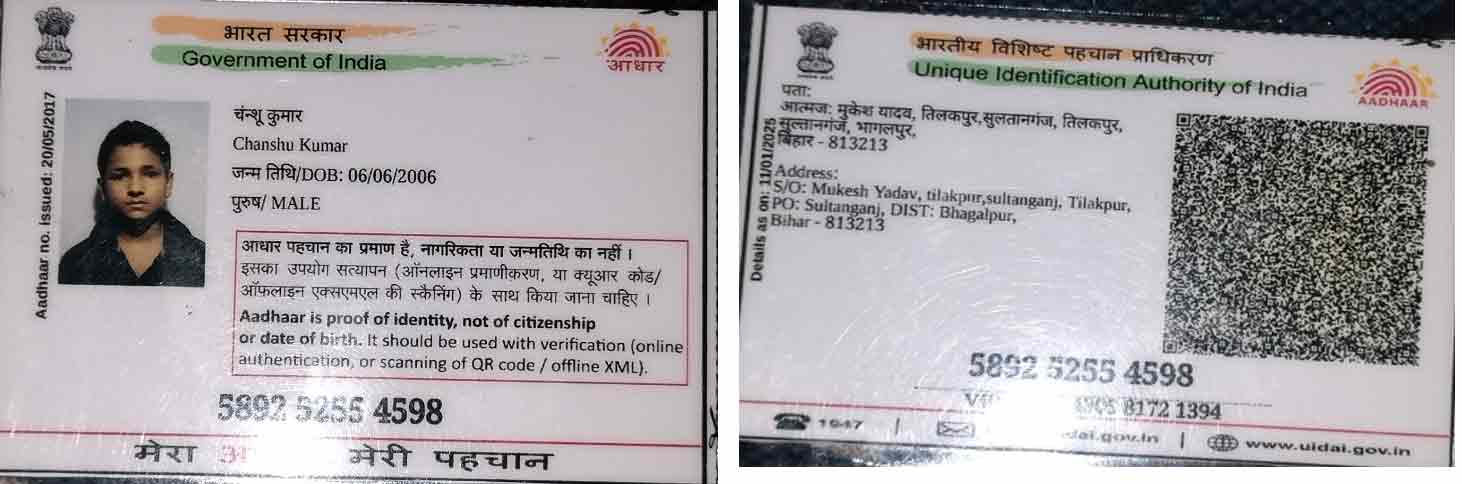 भारत सरकार
Government of India
आधार
Aadhaar no. issued: 20/05/2017
चंन्शू कुमार
Chanshu Kumar
जन्म तिथि/DOB: 06/06/2006
पुरुष/ MALE
आधार पहचान का प्रमाण है, नागरिकता या जन्मतिथि का नहीं ।
इसका उपयोग सत्यापन (ऑनलाइन प्रमाणीकरण, या क्यूआर कोड/
ऑफलाइन एक्सएमएल की स्कैनिंग) के साथ किया जाना चाहिए ।
Aadhaar is proof of identity, not of citizenship
or date of birth. It should be used with verification (online
authentication, or scanning of QR code / offline XML).
5892 5255 4598
मेरा मेरी पहचान
भारतीय विशिष्ट पहचान प्राधिकरण
Unique Identification Authority of India
AADHAAR
Details as on: 11/01/2025
पता:
आत्मज: मुकेश यादव, तिलकपुर,सुलतानगंज, तिलकपुर,
सुल्तानगंज, भागलपुर,
बिहार - 813213
Address:
S/O: Mukesh Yadav, tilakpur,sultanganj, Tilakpur,
PO: Sultanganj, DIST: Bhagalpur,
Bihar - 813213
5892 5255 4598
8172 1394
1947 | | www.uidai.gov.in